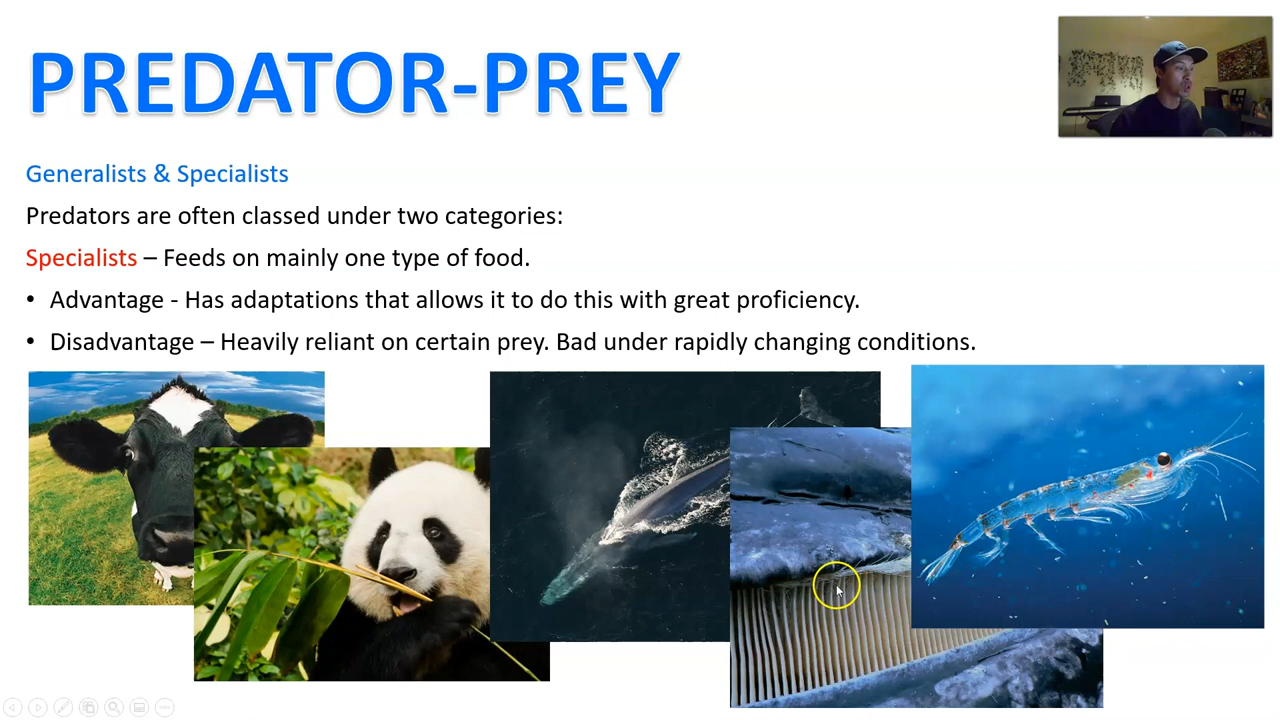 PREDATOR-PREY
Generalists & Specialists
Predators are often classed under two categories:
Specialists – Feeds on mainly one type of food.
• Advantage - Has adaptations that allows it to do this with great proficiency.
• Disadvantage – Heavily reliant on certain prey. Bad under rapidly changing conditions.